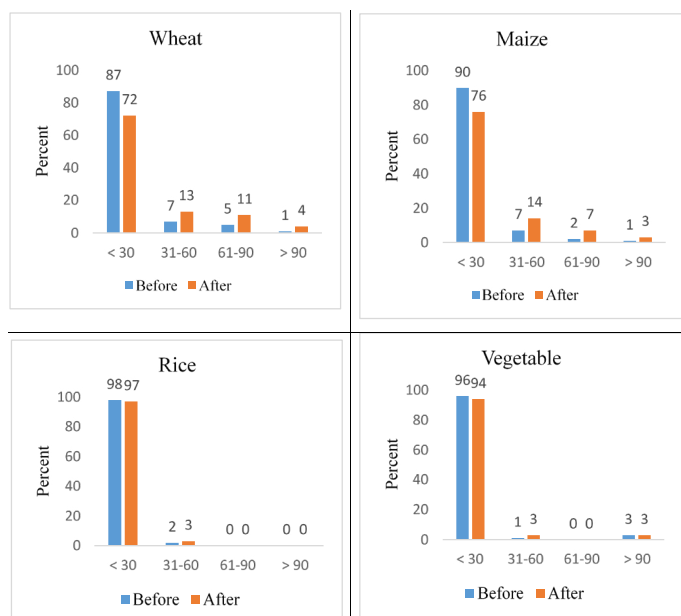 Wheat
100
87
80
72
60
40
20
13
11
7
5
4
1
0
Percent
< 30 31-60 61-90 > 90
Before After
Maize
100
90
80
76
60
40
20
14
7
7
2
3
1
0
Percent
< 30 31-60 61-90 > 90
Before After
Rice
98 97
100
80
60
40
20
2 3 0 0 0 0
0
Percent
< 30 31-60 61-90 > 90
Before After
Vegetable
96 94
100
80
60
40
20
1 3 0 0 3 3
0
Percent
< 30 31-60 61-90 > 90
Before After